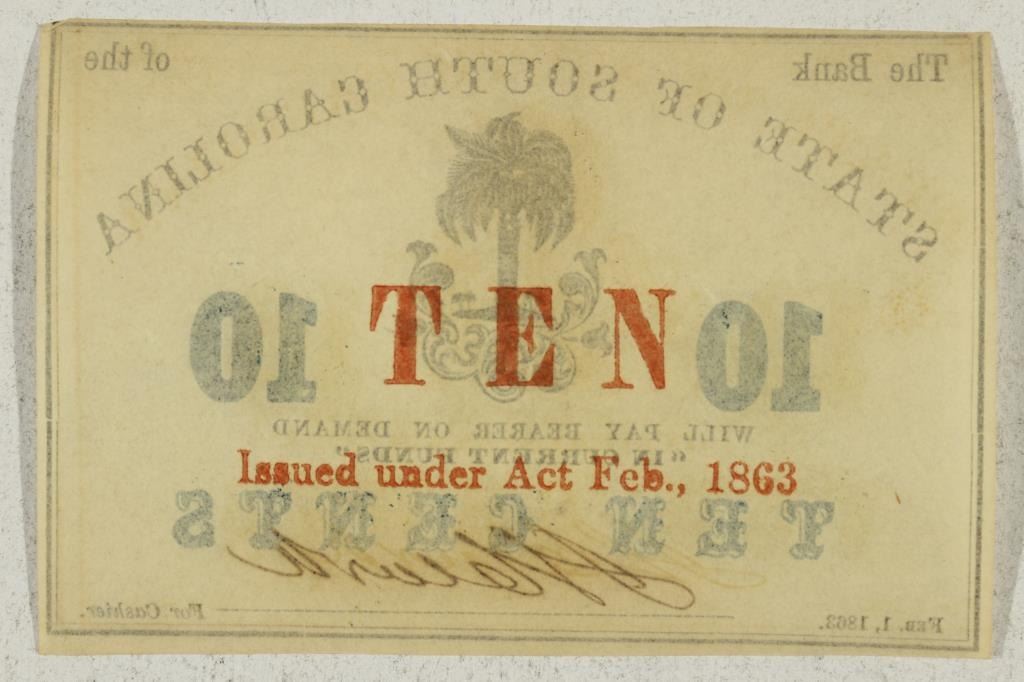 The Bank of the
STATE OF SOUTH CAROLINA
10 TEN 10
WILL PAY BEARER ON DEMAND
"IN CURRENT FUNDS"
Issued under Act Feb., 1863
TEN CENTS
FEB. 1, 1863. For Cashier.